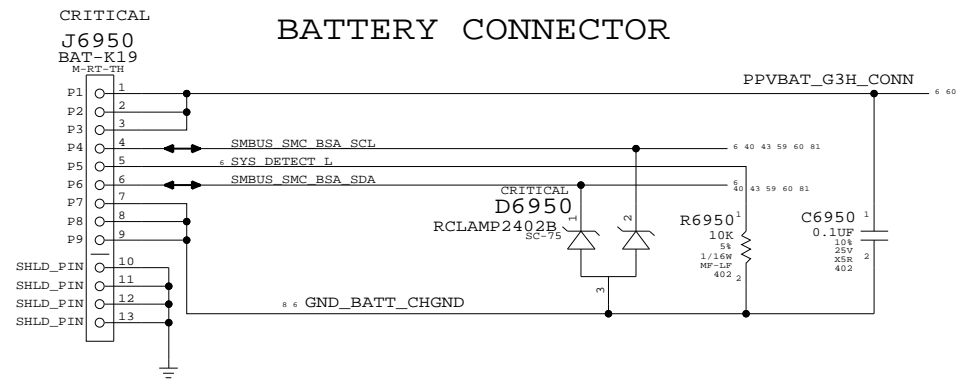 CRITICAL
BATTERY CONNECTOR
J6950
BAT-K19
M-RT-TH
PPVBAT_G3H_CONN
6 60
P1 1
P2 2
P3 3
P4 4 SMBUS_SMC_BSA_SCL 6 40 43 59 60 81
P5 5 6 SYS_DETECT_L
P6 6 SMBUS_SMC_BSA_SDA 6
40 43 59 60 81
P7 7
P8 8
P9 9
CRITICAL
D6950
RCLAMP2402B
SC-75
1
2
3
R6950 1
10K
5%
1/16W
MF-LF
402 2
C6950 1
0.1UF
10%
25V
X5R 2
402
SHLD_PIN 10
SHLD_PIN 11
SHLD_PIN 12
SHLD_PIN 13
8 6 GND_BATT_CHGND